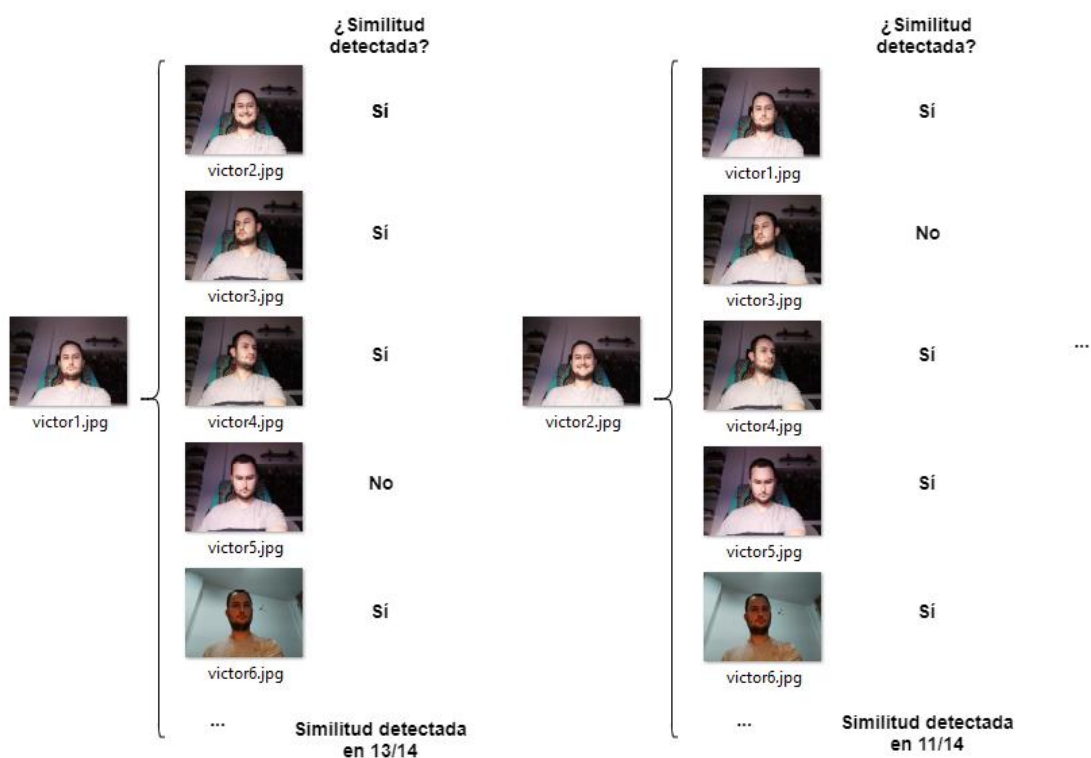 ¿Similitud
detectada?
victor2.jpg
Sí
victor3.jpg
Sí
victor1.jpg
victor4.jpg
Sí
victor5.jpg
No
victor6.jpg
Sí
...
Similitud detectada
en 13/14
¿Similitud
detectada?
victor1.jpg
Sí
victor3.jpg
No
victor2.jpg
victor4.jpg
Sí
victor5.jpg
Sí
victor6.jpg
Sí
...
Similitud detectada
en 11/14
...